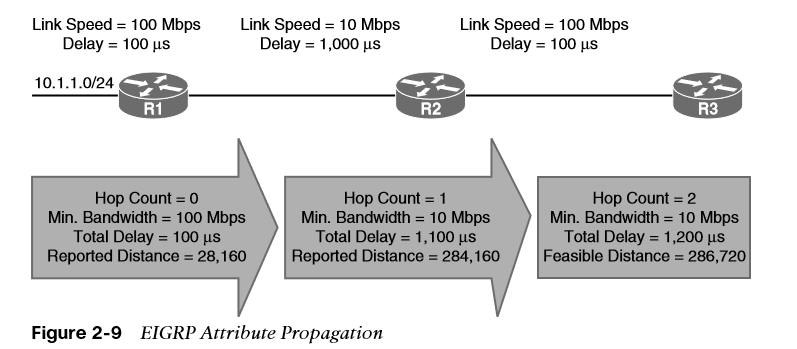 Link Speed = 100 Mbps
Delay = 100 µs
Link Speed = 10 Mbps
Delay = 1,000 µs
Link Speed = 100 Mbps
Delay = 100 µs
10.1.1.0/24
R1
R2
R3
Hop Count = 0
Min. Bandwidth = 100 Mbps
Total Delay = 100 µs
Reported Distance = 28,160
Hop Count = 1
Min. Bandwidth = 10 Mbps
Total Delay = 1,100 µs
Reported Distance = 284,160
Hop Count = 2
Min. Bandwidth = 10 Mbps
Total Delay = 1,200 µs
Feasible Distance = 286,720
Figure 2-9 EIGRP Attribute Propagation